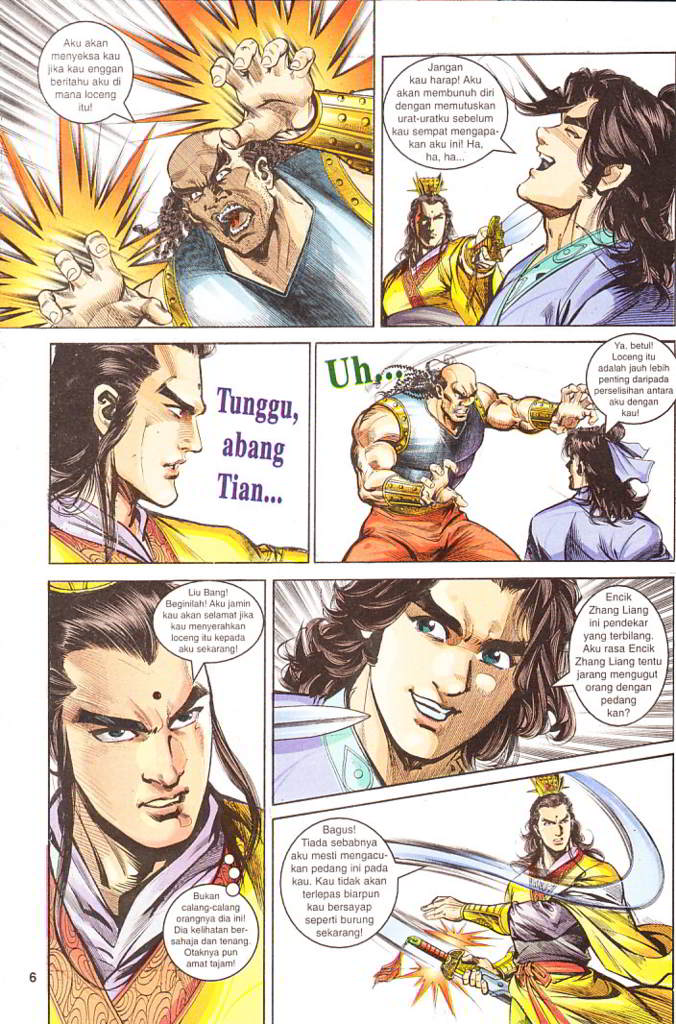 Aku akan
menyeksa kau
jika kau enggan
beritahu aku di
mana loceng
itu!
Jangan
kau harap! Aku
akan membunuh diri
dengan memutuskan
urat-uratku sebelum
kau sempat mengapa-
kan aku ini! Ha,
ha, ha...
Tunggu,
abang
Tian...
Uh...
Ya, betul!
Loceng itu
adalah jauh lebih
penting daripada
perselisihan antara
aku dengan
kau!
Liu Bang!
Beginilah! Aku jamin
kau akan selamat jika
kau menyerahkan
loceng itu kepada
aku sekarang!
Bukan
calang-calang
orangnya dia ini!
Dia kelihatan ber-
sahaja dan tenang.
Otaknya pun
amat tajam!
Encik
Zhang Liang
ini pendekar
yang terbilang.
Aku rasa Encik
Zhang Liang tentu
jarang mengugut
orang dengan
pedang
kan?
Bagus!
Tiada sebabnya
aku mesti mengacu-
kan pedang ini pada
kau. Kau tidak akan
terlepas biarpun
kau bersayap
seperti burung
sekarang!
6